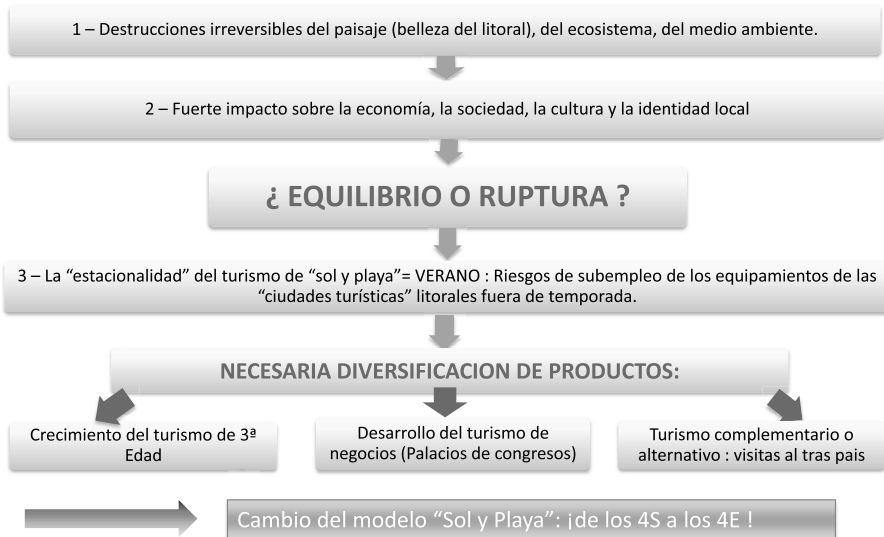 1 – Destrucciones irreversibles del paisaje (belleza del litoral), del ecosistema, del medio ambiente.
2 – Fuerte impacto sobre la economía, la sociedad, la cultura y la identidad local
¿ EQUILIBRIO O RUPTURA ?
3 – La “estacionalidad” del turismo de “sol y playa”= VERANO : Riesgos de subempleo de los equipamientos de las
“ciudades turísticas” litorales fuera de temporada.
NECESARIA DIVERSIFICACION DE PRODUCTOS:
Crecimiento del turismo de 3ª
Edad
Desarrollo del turismo de
negocios (Palacios de congresos)
Turismo complementario o
alternativo : visitas al tras pais
Cambio del modelo “Sol y Playa”: ¡de los 4S a los 4E !